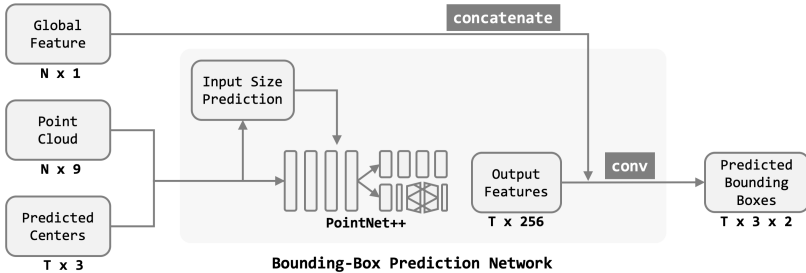 Global
Feature
N x 1
concatenate
Input Size
Prediction
Point
Cloud
N x 9
PointNet++
Output
Features
T x 256
conv
Predicted
Bounding
Boxes
T x 3 x 2
Predicted
Centers
T x 3
Bounding-Box Prediction Network